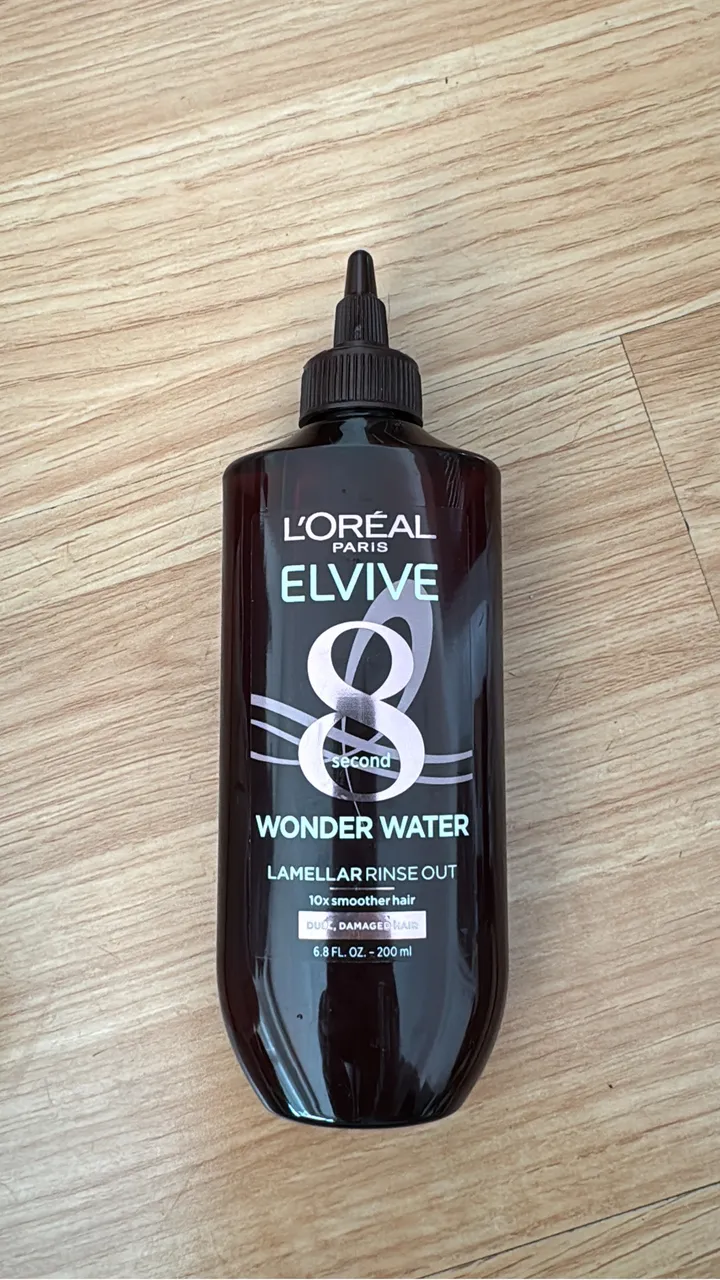 L'ORÉAL
PARIS
ELVIVE
8
second
WONDER WATER
LAMELLAR RINSE OUT
10x smoother hair
DULL, DAMAGED HAIR
6.8 FL. OZ. - 200 ml